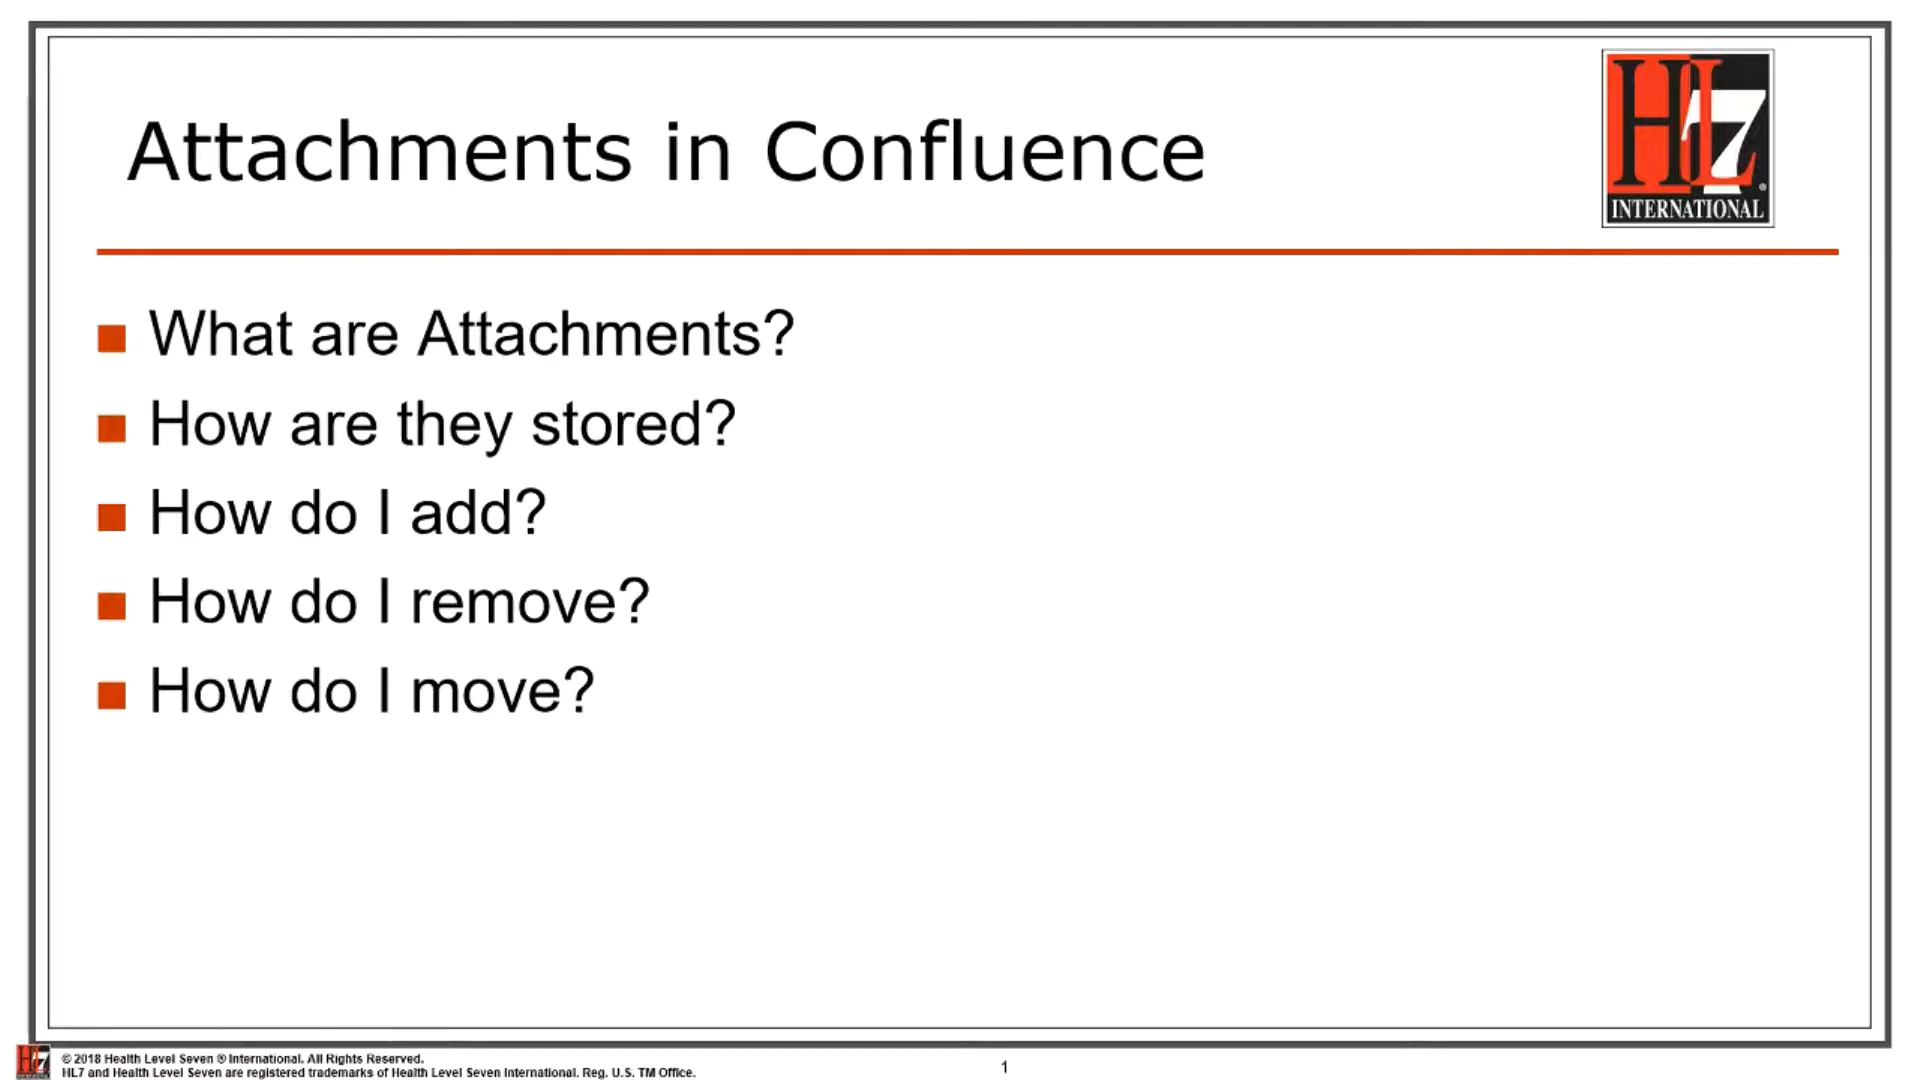 Attachments in Confluence
HL7
INTERNATIONAL
What are Attachments?
How are they stored?
How do I add?
How do I remove?
How do I move?
© 2018 Health Level Seven ® International. All Rights Reserved.
HL7 and Health Level Seven are registered trademarks of Health Level Seven International. Reg. U.S. TM Office.
1